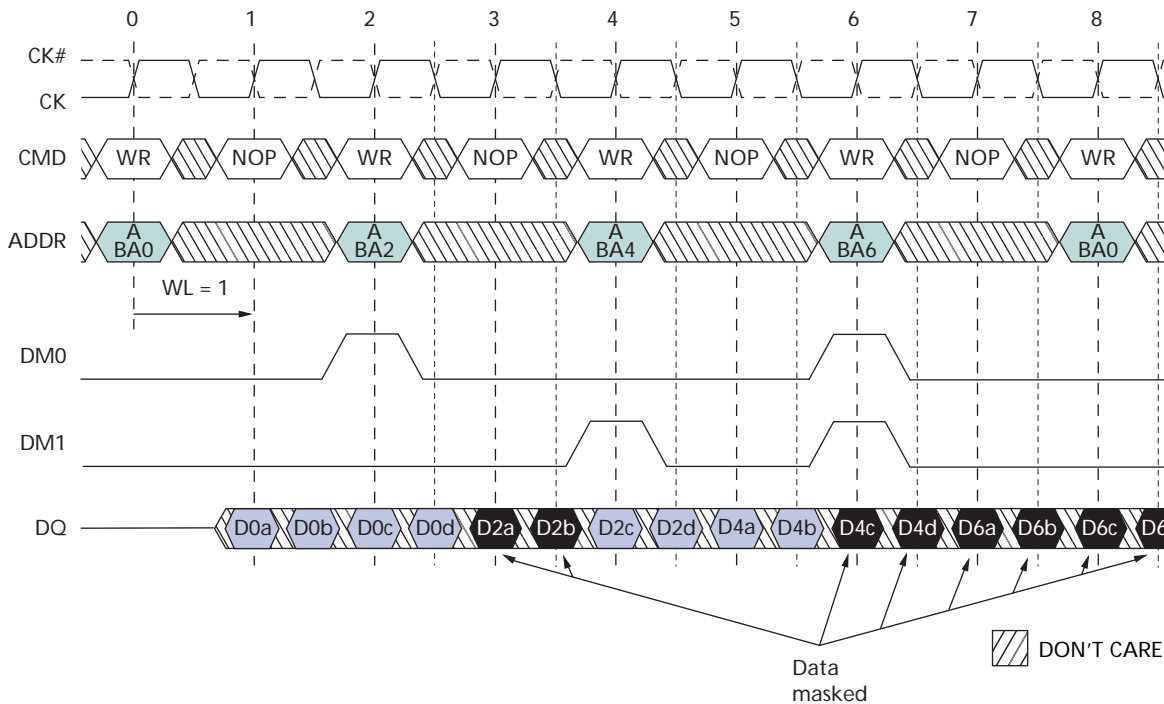 0 1 2 3 4 5 6 7 8
CK#
CK
CMD WR NOP WR NOP WR NOP WR NOP WR
ADDR A BA0 A BA2 A BA4 A BA6 A BA0
WL = 1
DM0
DM1
DQ D0a D0b D0c D0d D2a D2b D2c D2d D4a D4b D4c D4d D6a D6b D6c
Data
masked
DON'T CARE